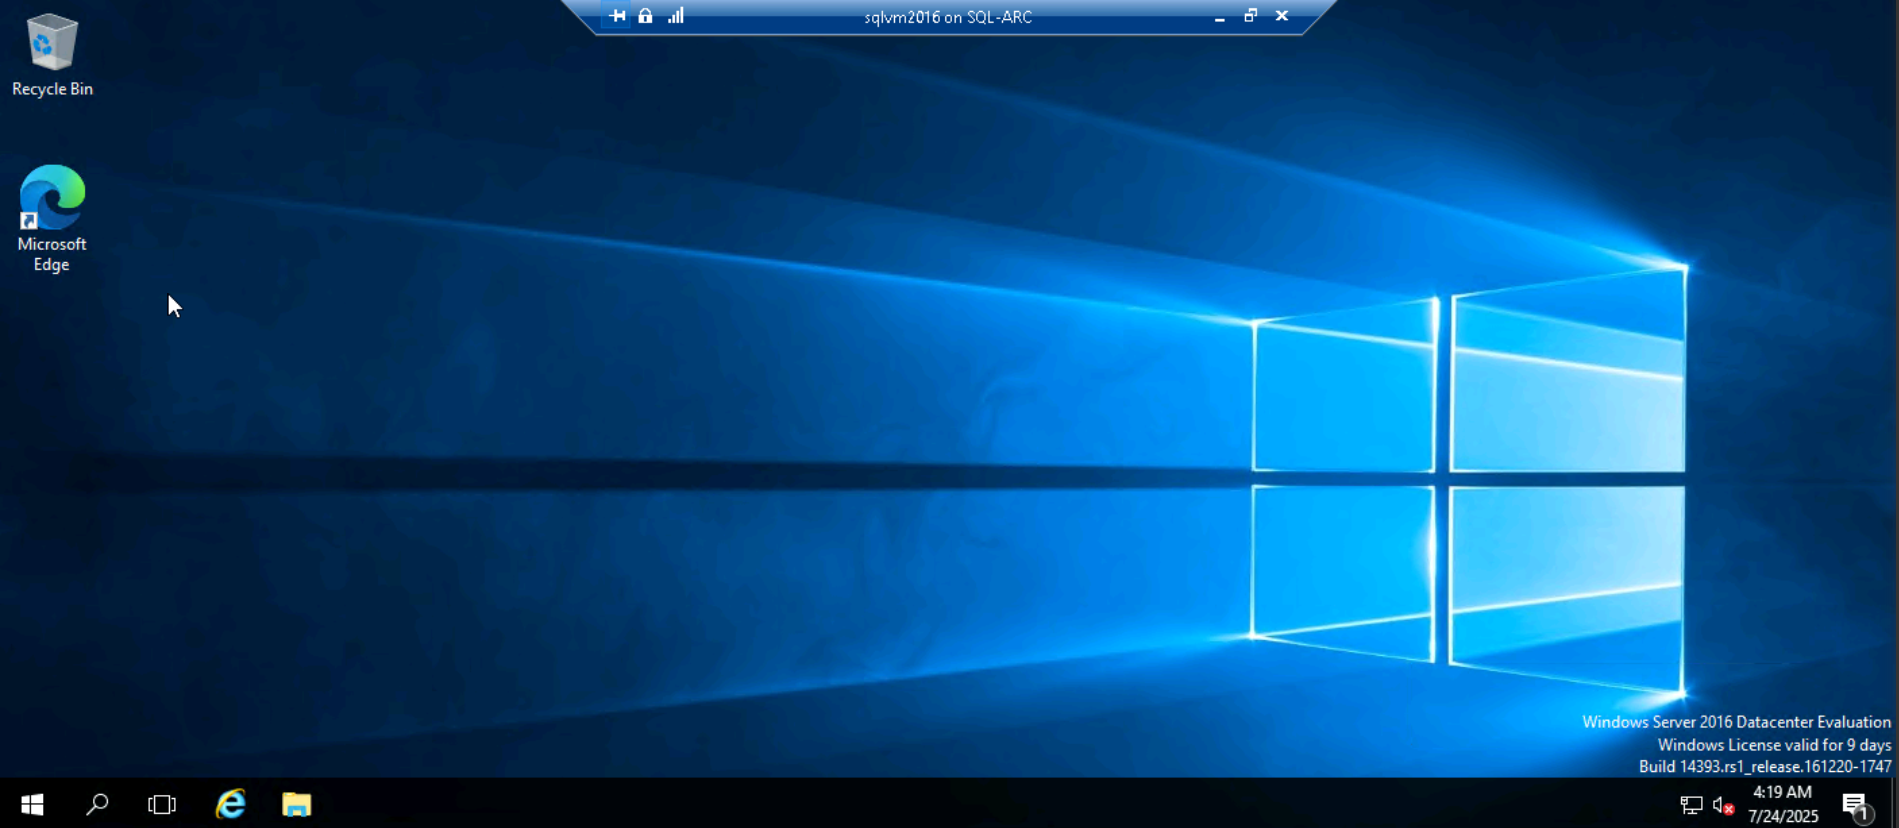 sqlvm2016 on SQL-ARC
Recycle Bin
Microsoft
Edge
Windows Server 2016 Datacenter Evaluation
Windows License valid for 9 days
Build 14393.rs1_release.161220-1747
4:19 AM
7/24/2025
1